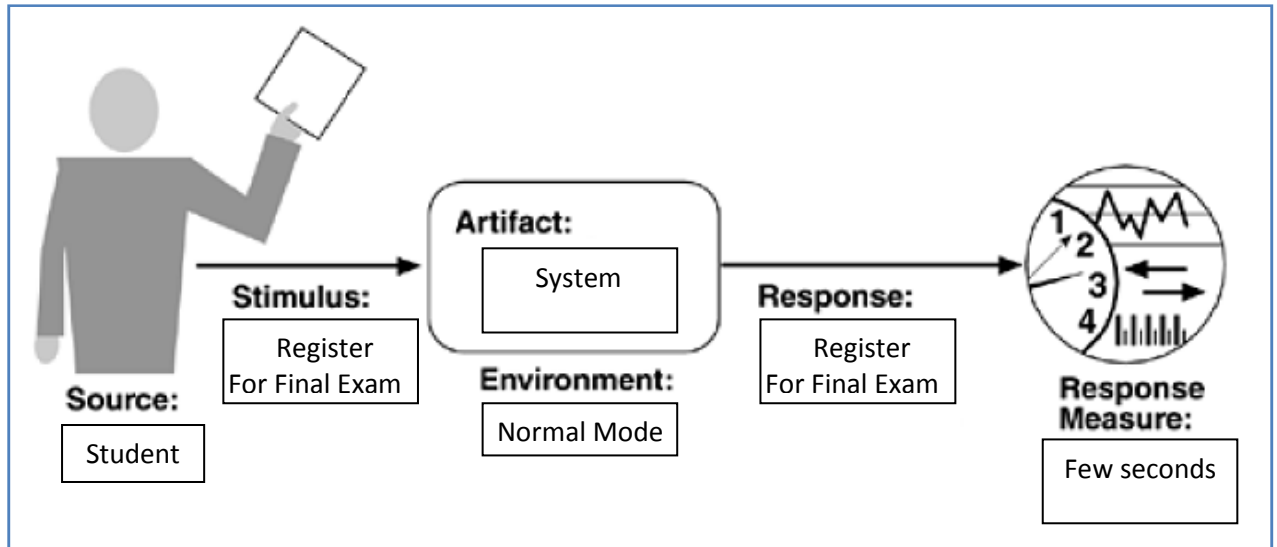 Source:
Student
Stimulus:
Register
For Final Exam
Artifact:
System
Environment:
Normal Mode
Response:
Register
For Final Exam
1
2
3
4
Response
Measure:
Few seconds